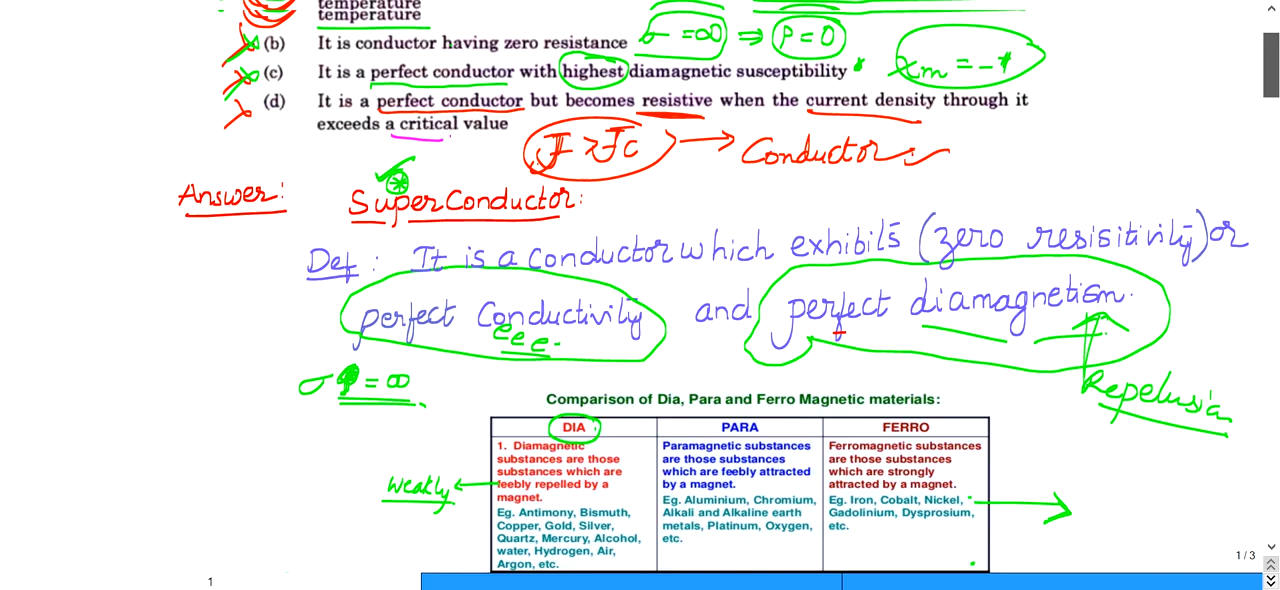 temperature
temperature
(b) It is conductor having zero resistance σ = ∞ ⇒ ρ = 0
(c) It is a perfect conductor with highest diamagnetic susceptibility χm = -1
(d) It is a perfect conductor but becomes resistive when the current density through it
exceeds a critical value
J > Jc → Conductor
Answer: SuperConductor:
Def: It is a conductor which exhibits (zero resisitivity) or
perfect Conductivity and perfect diamagnetism.
eee.
σ = ∞
Repelusion
Comparison of Dia, Para and Ferro Magnetic materials:
DIA PARA FERRO
1. Diamagnetic
substances are those
substances which are
feebly repelled by a
magnet.
Eg. Antimony, Bismuth,
Copper, Gold, Silver,
Quartz, Mercury, Alcohol,
water, Hydrogen, Air,
Argon, etc.
Paramagnetic substances
are those substances
which are feebly attracted
by a magnet.
Eg. Aluminium, Chromium,
Alkali and Alkaline earth
metals, Platinum, Oxygen,
etc.
Ferromagnetic substances
are those substances
which are strongly
attracted by a magnet.
Eg. Iron, Cobalt, Nickel,
Gadolinium, Dysprosium,
etc.
Weakly
1 / 3
1